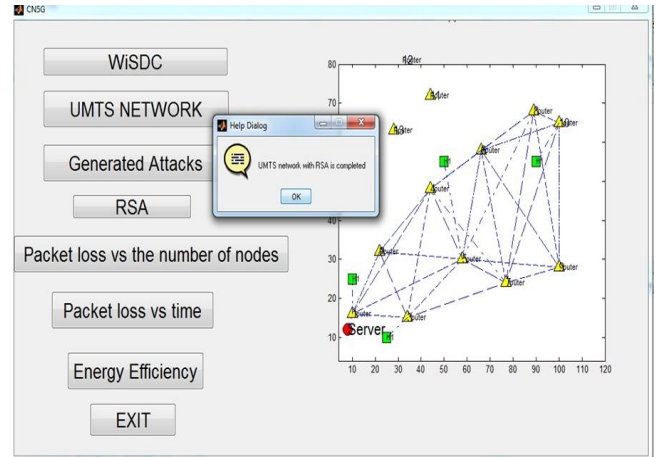 CN5G
WiSDC
UMTS NETWORK
Generated Attacks
RSA
Packet loss vs the number of nodes
Packet loss vs time
Energy Efficiency
EXIT
Help Dialog
UMTS network with RSA is completed
OK
80
70
40
30
20
10
10 20 30 40 50 60 70 80 90 100 110 120
Server